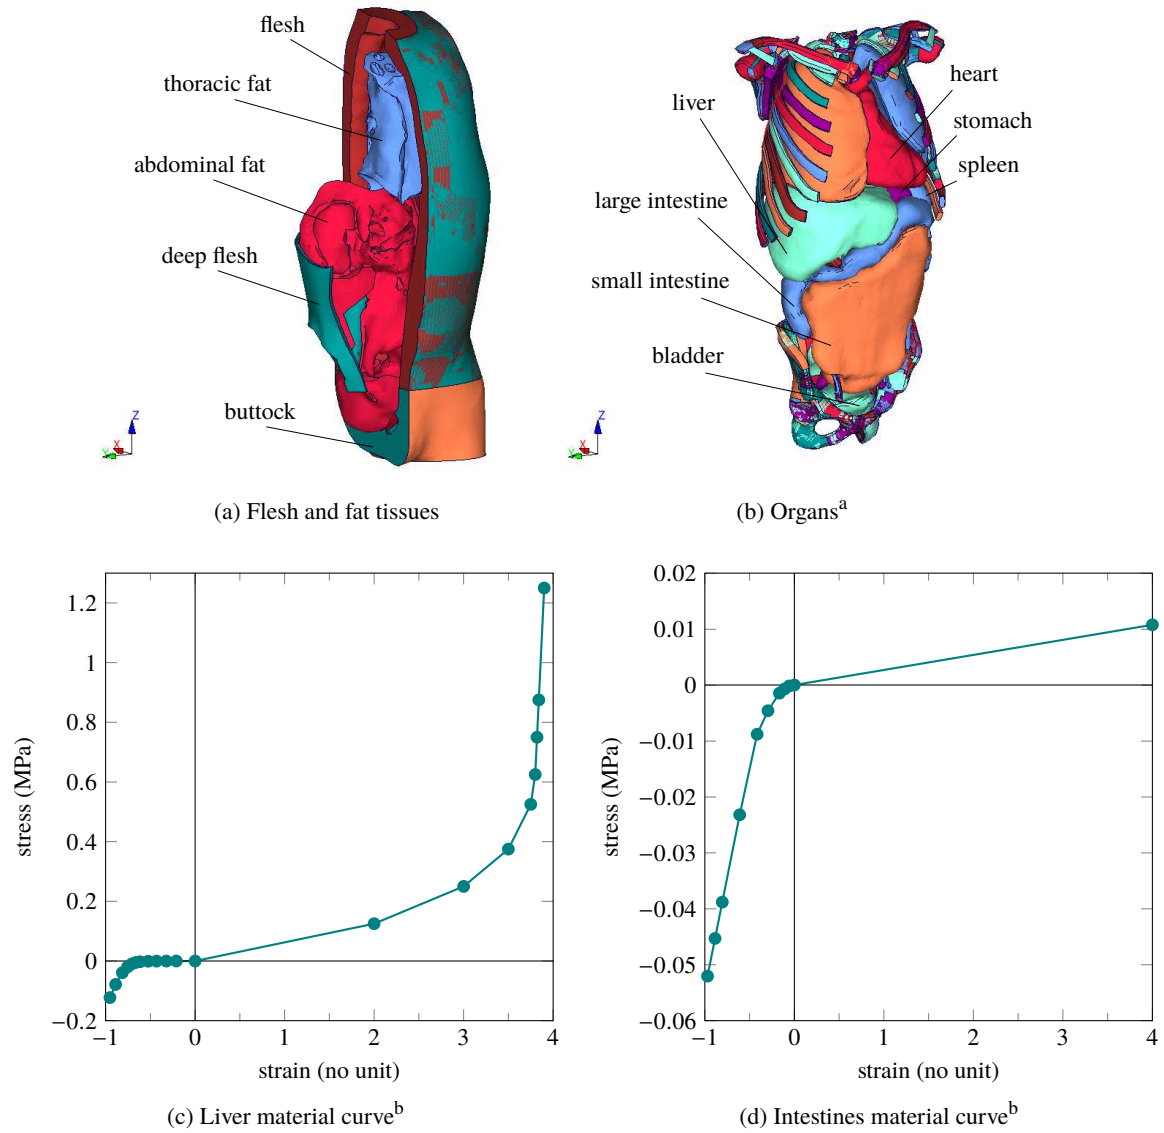 flesh
thoracic fat
abdominal fat
deep flesh
buttock
Z
X
Y
(a) Flesh and fat tissues
heart
liver
stomach
spleen
large intestine
small intestine
bladder
Z
X
Y
(b) Organsᵃ
1.2
1
0.8
0.6
0.4
0.2
0
−0.2
−1 0 1 2 3 4
stress (MPa)
strain (no unit)
(c) Liver material curveᵇ
0.02
0.01
0
−0.01
−0.02
−0.03
−0.04
−0.05
−0.06
−1 0 1 2 3 4
stress (MPa)
strain (no unit)
(d) Intestines material curveᵇ